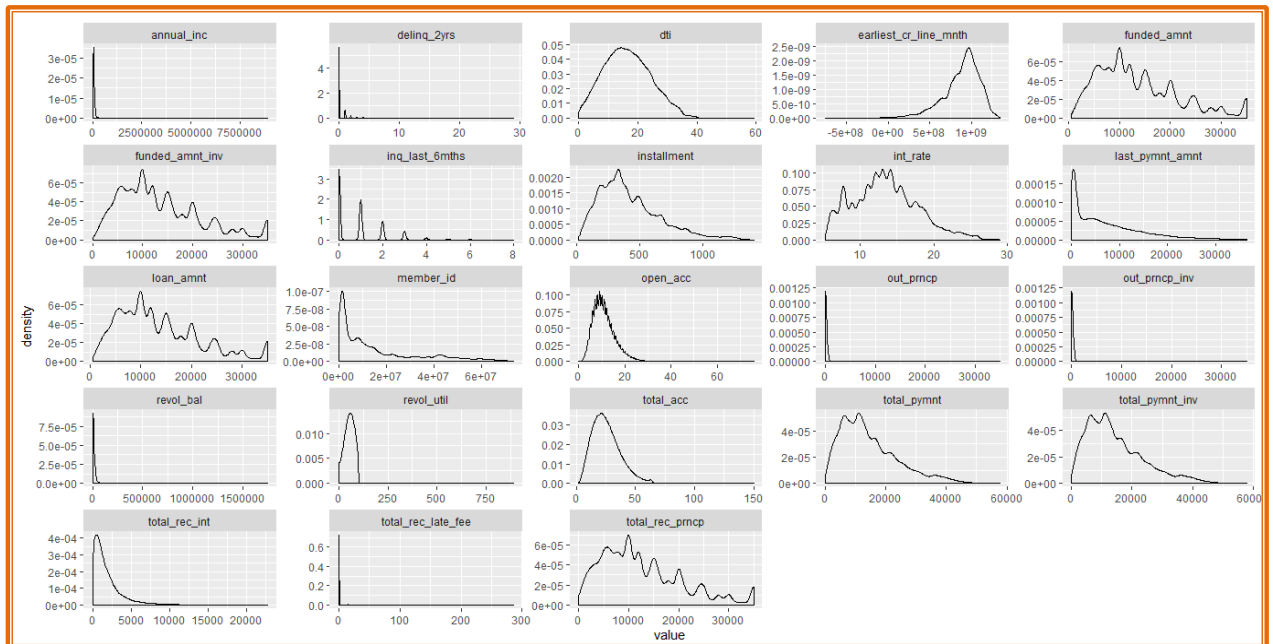 annual_inc delinq_2yrs dti earliest_cr_line_mnth funded_amnt
3e-05 2e-05 1e-05 0e+00
0 2500000 5000000 7500000
4 2 0
0 10 20 30
0.05 0.04 0.03 0.02 0.01 0.00
0 20 40 60
2.5e-09 2.0e-09 1.5e-09 1.0e-09 5.0e-10 0.0e+00
-5e+08 0e+00 5e+08 1e+09
6e-05 4e-05 2e-05 0e+00
0 10000 20000 30000
funded_amnt_inv inq_last_6mths installment int_rate last_pymnt_amnt
6e-05 4e-05 2e-05 0e+00
0 10000 20000 30000
3 2 1 0
0 2 4 6 8
0.0020 0.0015 0.0010 0.0005 0.0000
0 500 1000
0.100 0.075 0.050 0.025 0.000
10 20 30
0.00015 0.00010 0.00005 0.00000
0 10000 20000 30000
loan_amnt member_id open_acc out_prncp out_prncp_inv
6e-05 4e-05 2e-05 0e+00
0 10000 20000 30000
1.0e-07 7.5e-08 5.0e-08 2.5e-08 0.0e+00
0e+00 2e+07 4e+07 6e+07
0.100 0.075 0.050 0.025 0.000
0 20 40 60
0.00125 0.00100 0.00075 0.00050 0.00025 0.00000
0 10000 20000 30000
0.00125 0.00100 0.00075 0.00050 0.00025 0.00000
0 10000 20000 30000
density
revol_bal revol_util total_acc total_pymnt total_pymnt_inv
7.5e-05 5.0e-05 2.5e-05 0.0e+00
0 500000 1000000 1500000
0.010 0.005 0.000
0 250 500 750
0.03 0.02 0.01 0.00
0 50 100 150
4e-05 2e-05 0e+00
0 20000 40000 60000
4e-05 2e-05 0e+00
0 20000 40000 60000
total_rec_int total_rec_late_fee total_rec_prncp
4e-04 3e-04 2e-04 1e-04 0e+00
0 5000 10000 15000 20000
0.6 0.4 0.2 0.0
0 100 200 300
6e-05 4e-05 2e-05 0e+00
0 10000 20000 30000
value